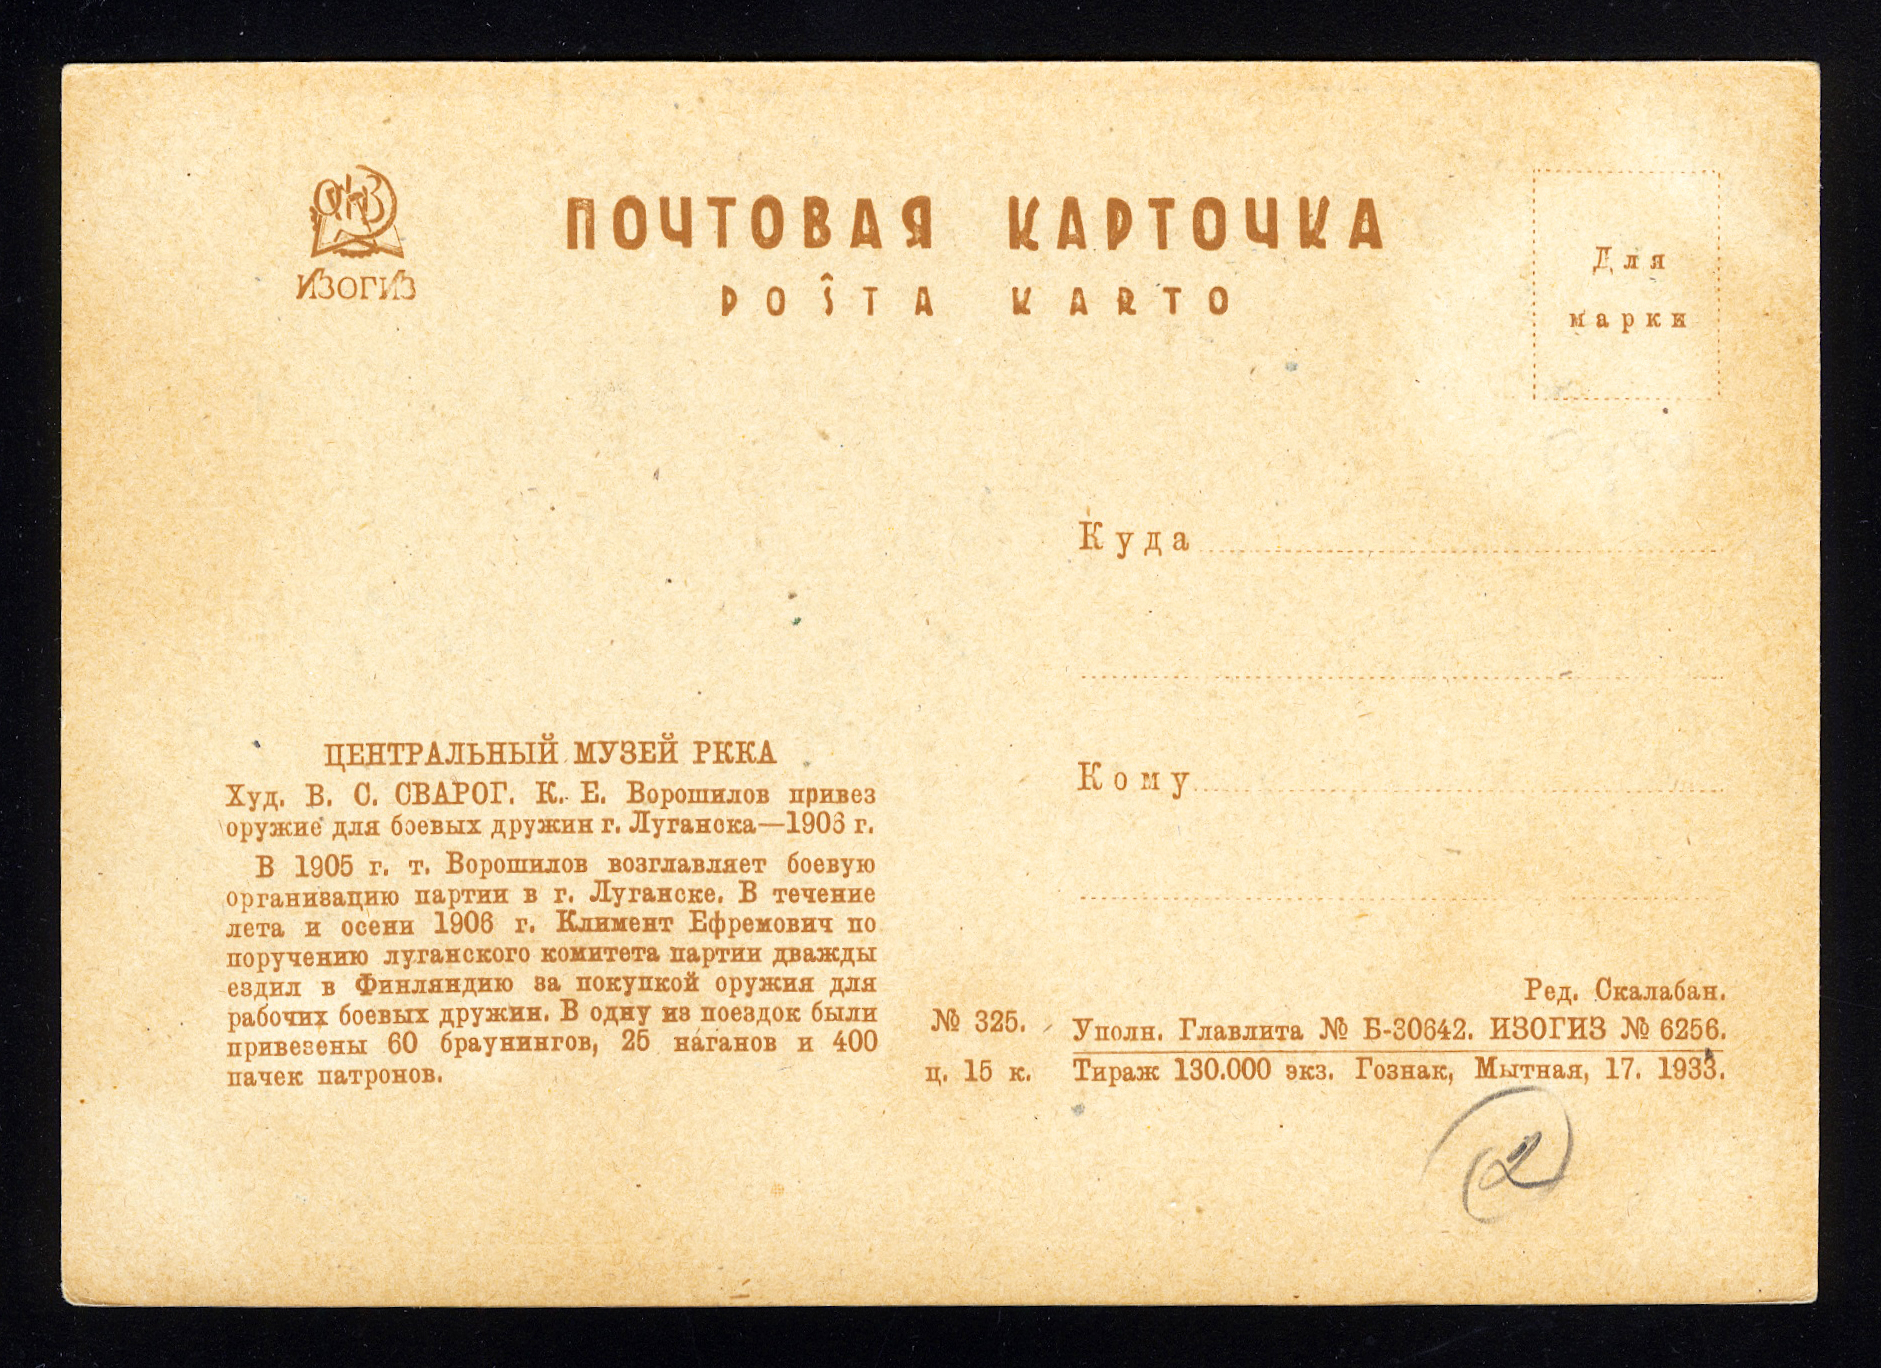 ИЗОГИЗ
ПОЧТОВАЯ КАРТОЧКА
POŜTA KARTO
Для
марки
Куда
Кому
ЦЕНТРАЛЬНЫЙ МУЗЕЙ РККА
Худ. В. С. СВАРОГ. К. Е. Ворошилов привез
оружие для боевых дружин г. Луганска—1906 г.
В 1905 г. т. Ворошилов возглавляет боевую
организацию партии в г. Луганске. В течение
лета и осени 1906 г. Климент Ефремович по
поручению луганского комитета партии дважды
ездил в Финляндию за покупкой оружия для
рабочих боевых дружин. В одну из поездок были
привезены 60 браунингов, 25 наганов и 400
пачек патронов.
№ 325.
ц. 15 к.
Ред. Скалабан.
Уполн. Главлита № Б-30642. ИЗОГИЗ № 6256.
Тираж 130.000 экз. Гознак, Мытная, 17. 1933.
2